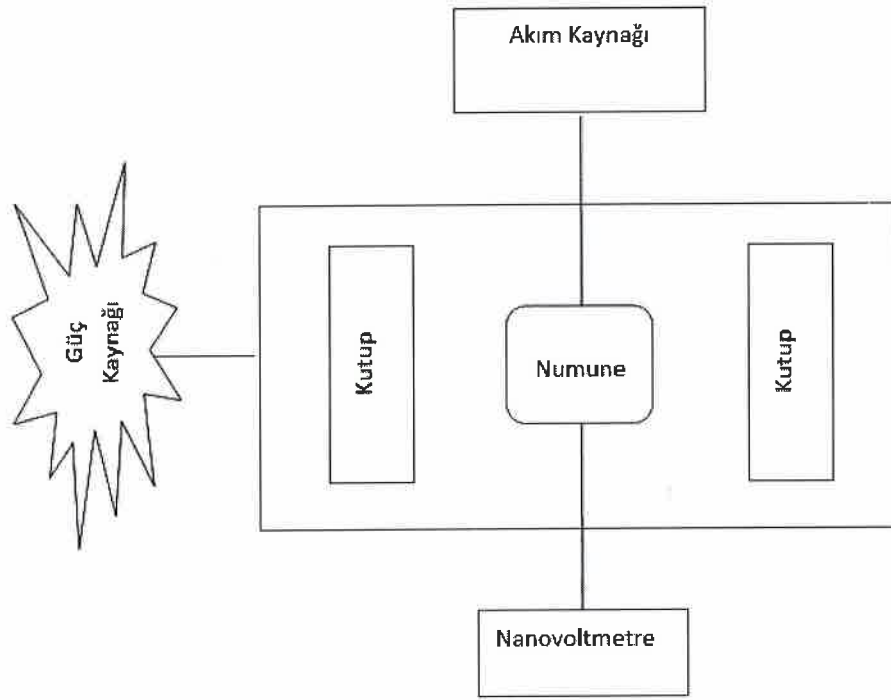 Akım Kaynağı
Güç
Kaynağı
Kutup
Numune
Kutup
Nanovoltmetre